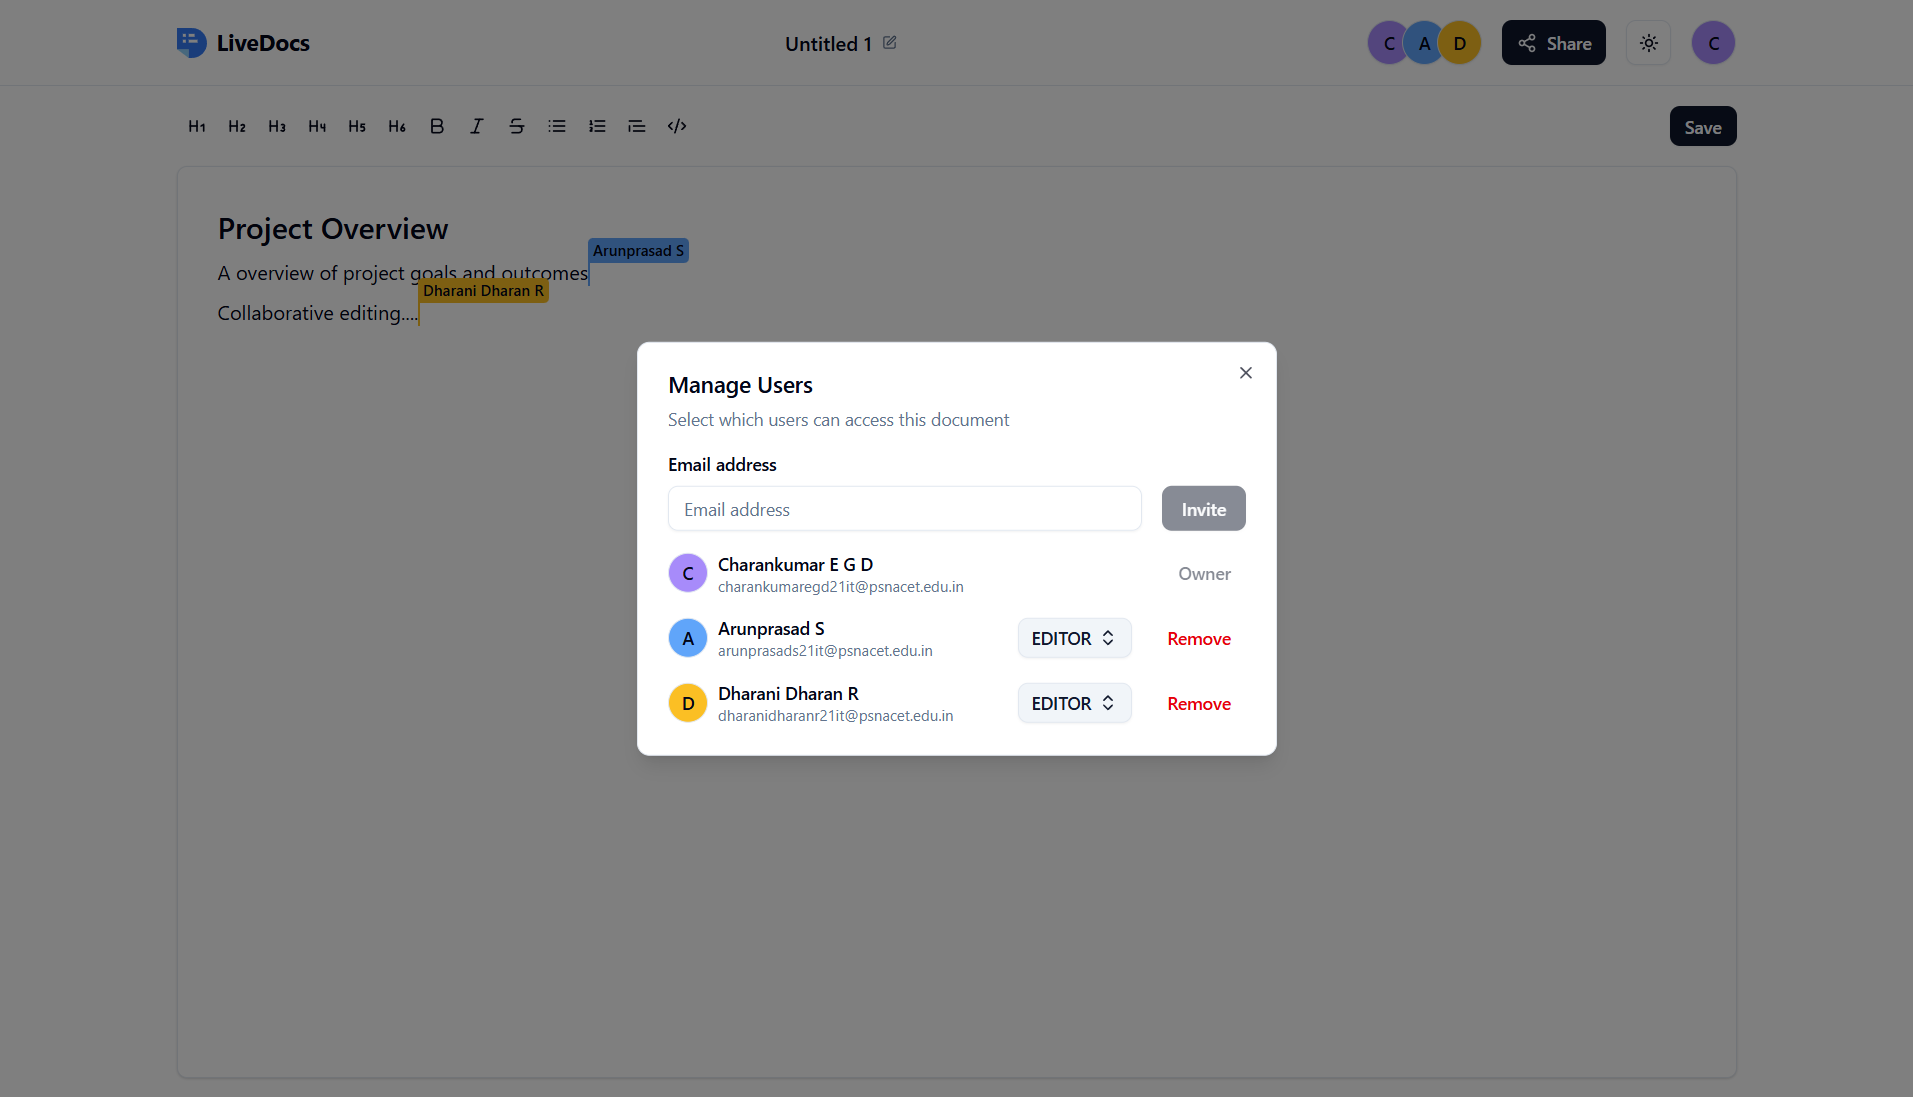 LiveDocs
Untitled 1
C A D
Share
C
H1 H2 H3 H4 H5 H6 B I S </>
Save
Project Overview
Arunprasad S
A overview of project goals and outcomes
Dharani Dharan R
Collaborative editing....
Manage Users
Select which users can access this document
Email address
Email address
Invite
C
Charankumar E G D
charankumaregd21it@psnacet.edu.in
Owner
A
Arunprasad S
arunprasads21it@psnacet.edu.in
EDITOR
Remove
D
Dharani Dharan R
dharanidharanr21it@psnacet.edu.in
EDITOR
Remove